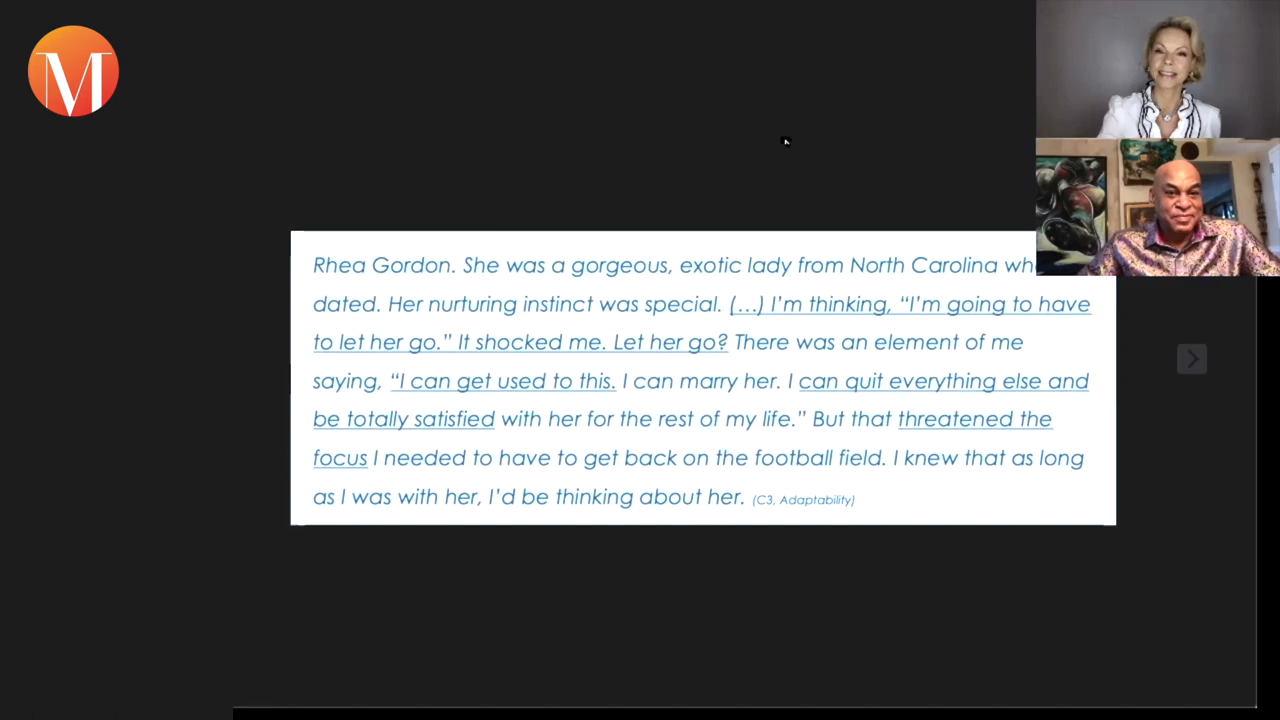 M
Rhea Gordon. She was a gorgeous, exotic lady from North Carolina
dated. Her nurturing instinct was special. (…) I’m thinking, “I’m going to have
to let her go.” It shocked me. Let her go? There was an element of me
saying, “I can get used to this. I can marry her. I can quit everything else and
be totally satisfied with her for the rest of my life.” But that threatened the
focus I needed to have to get back on the football field. I knew that as long
as I was with her, I’d be thinking about her. (C3, Adaptability)